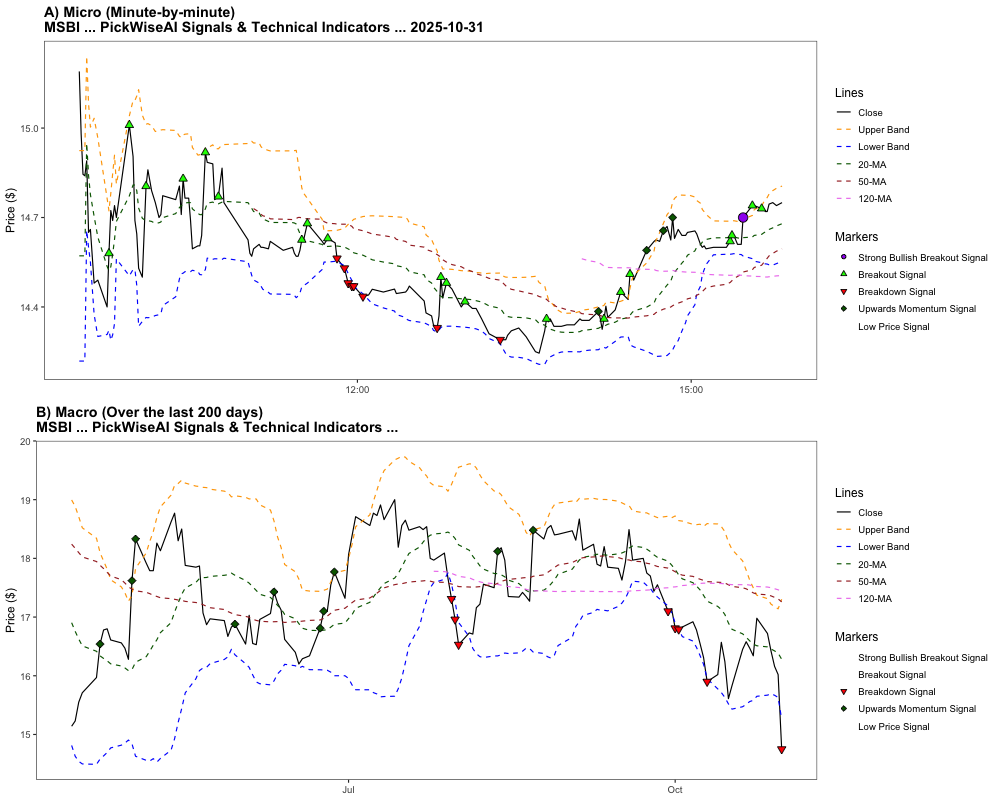 A) Micro (Minute-by-minute)
MSBI ... PickWiseAI Signals & Technical Indicators ... 2025-10-31
Price ($)
15.0
14.7
14.4
12:00
15:00
Lines
Close
Upper Band
Lower Band
20-MA
50-MA
120-MA
Markers
Strong Bullish Breakout Signal
Breakout Signal
Breakdown Signal
Upwards Momentum Signal
Low Price Signal
B) Macro (Over the last 200 days)
MSBI ... PickWiseAI Signals & Technical Indicators ...
Price ($)
20
19
18
17
16
15
Jul
Oct
Lines
Close
Upper Band
Lower Band
20-MA
50-MA
120-MA
Markers
Strong Bullish Breakout Signal
Breakout Signal
Breakdown Signal
Upwards Momentum Signal
Low Price Signal